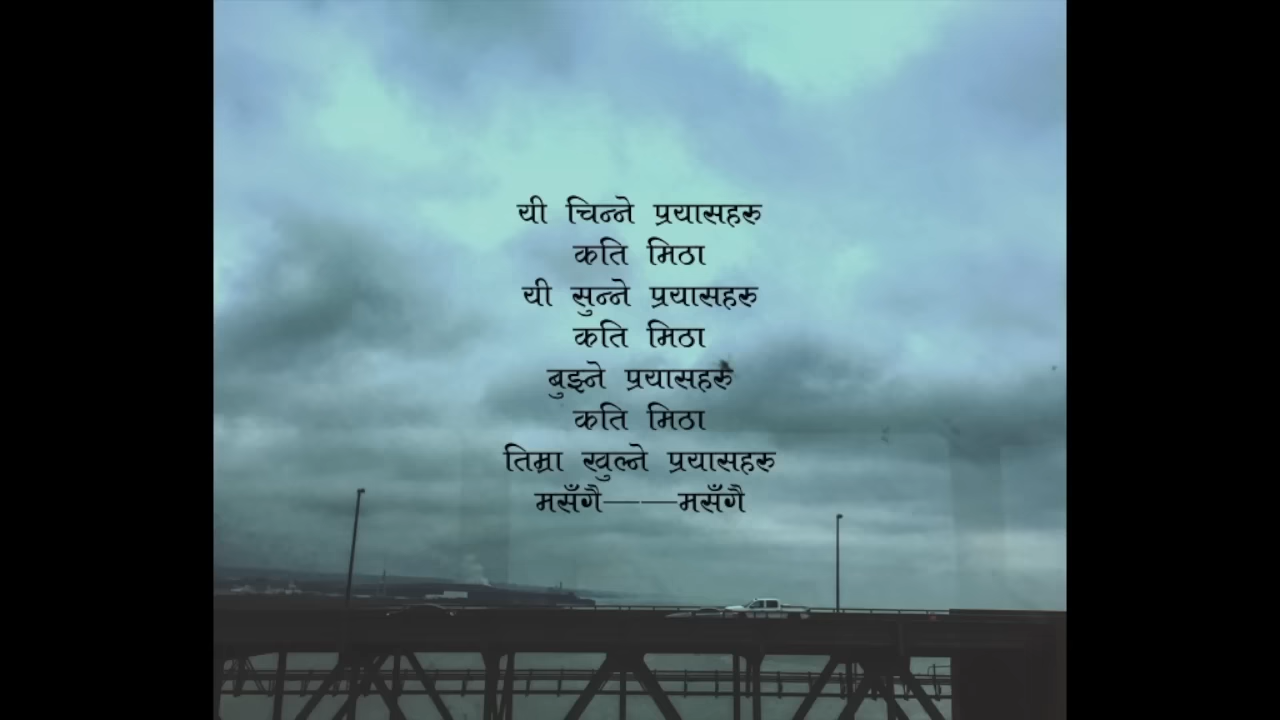 यी चिन्ने प्रयासहरु
कति मिठा
यी सुन्ने प्रयासहरु
कति मिठा
बुझ्ने प्रयासहरु
कति मिठा
तिम्रा खुल्ने प्रयासहरु
मसँगै——मसँगै